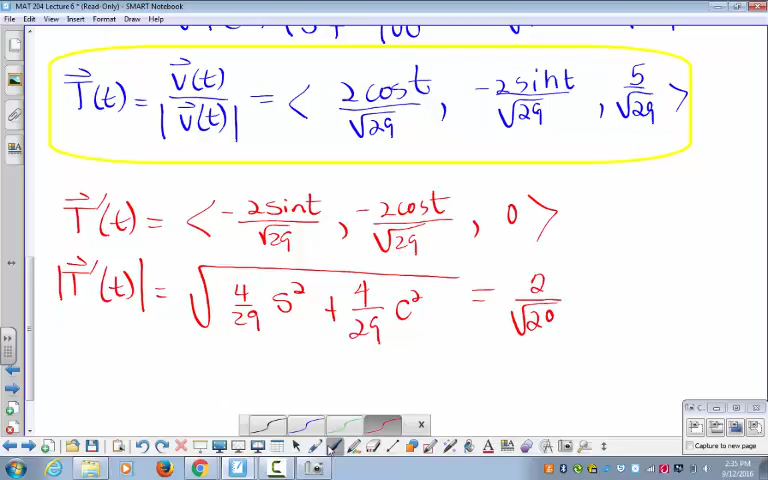 MAT 204 Lecture 6 * (Read-Only) - SMART Notebook
File Edit View Insert Format Draw Help
T⃗(t) = v⃗(t)/|v⃗(t)| = < 2cost/√29, -2sint/√29, 5/√29 >
T⃗′(t) = < -2sint/√29, -2cost/√29, 0 >
|T⃗′(t)| = √(4/29 S² + 4/29 C²) = 2/√20
Capture to new page
2:35 PM
9/12/2016